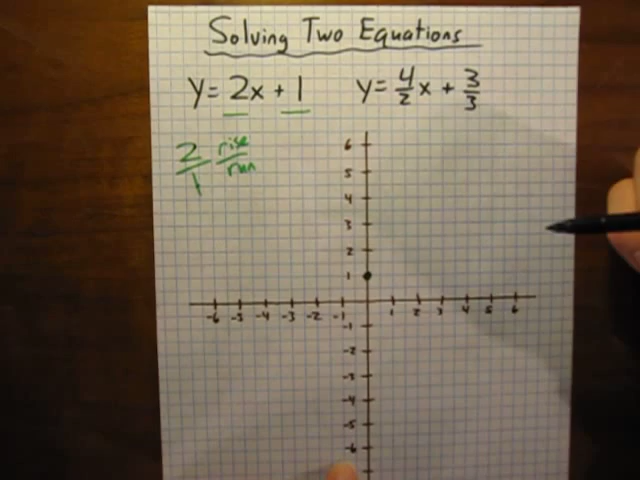 Solving Two Equations
y = 2x + 1
y = 4/2 x + 3/3
2/1 rise/run
6
5
4
3
2
1
-6 -5 -4 -3 -2 -1 1 2 3 4 5 6
-1
-2
-3
-4
-5
-6